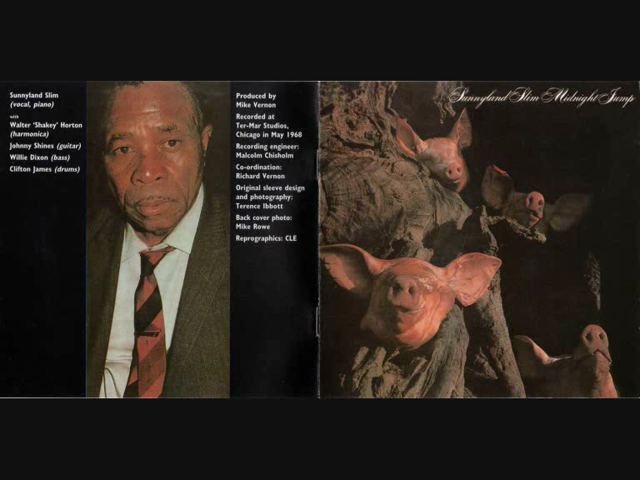 Sunnyland Slim
(vocal, piano)
with
Walter 'Shakey' Horton
(harmonica)
Johnny Shines (guitar)
Willie Dixon (bass)
Clifton James (drums)
Produced by
Mike Vernon
Recorded at
Ter-Mar Studios,
Chicago in May 1968
Recording engineer:
Malcolm Chisholm
Co-ordination:
Richard Vernon
Original sleeve design
and photography:
Terence Ibbott
Back cover photo:
Mike Rowe
Reprographics: CLE
Sunnyland Slim Midnight Jump